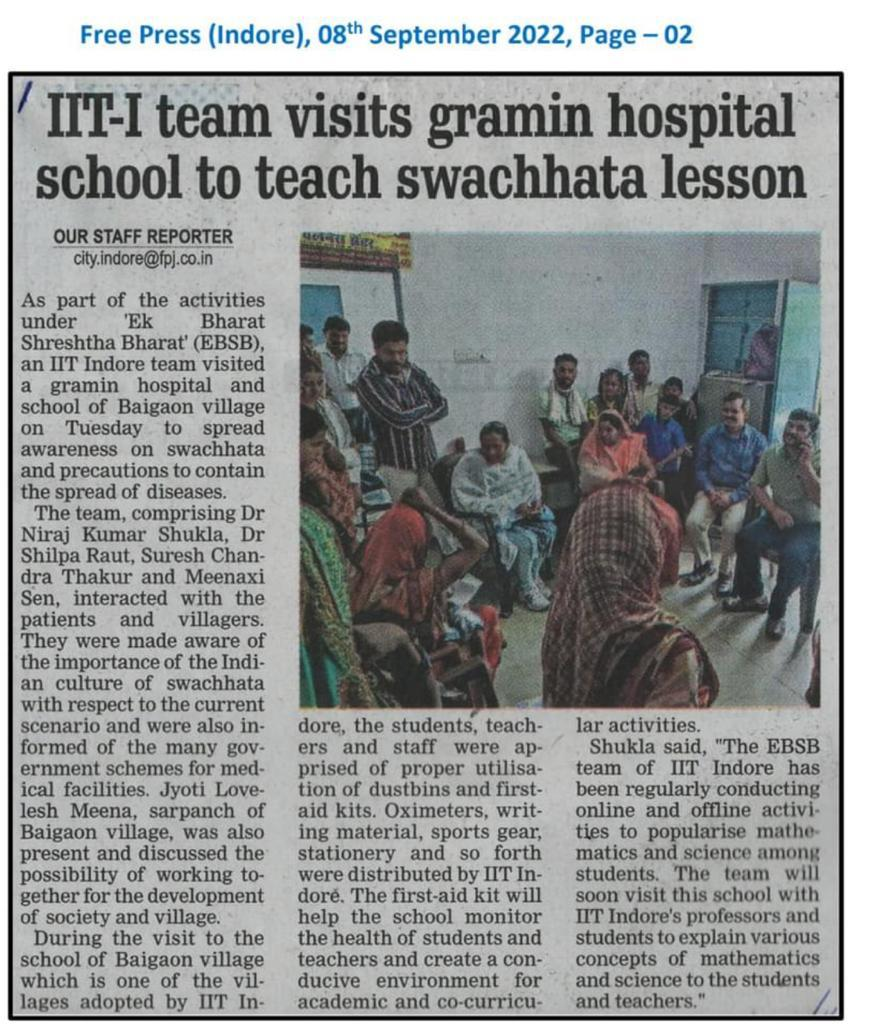 Free Press (Indore), 08th September 2022, Page – 02
IIT-I team visits gramin hospital
school to teach swachhata lesson
OUR STAFF REPORTER
city.indore@fpj.co.in
As part of the activities
under 'Ek Bharat
Shreshtha Bharat' (EBSB),
an IIT Indore team visited
a gramin hospital and
school of Baigaon village
on Tuesday to spread
awareness on swachhata
and precautions to contain
the spread of diseases.
The team, comprising Dr
Niraj Kumar Shukla, Dr
Shilpa Raut, Suresh Chan-
dra Thakur and Meenaxi
Sen, interacted with the
patients and villagers.
They were made aware of
the importance of the Indi-
an culture of swachhata
with respect to the current
scenario and were also in-
formed of the many gov-
ernment schemes for med-
ical facilities. Jyoti Love-
lesh Meena, sarpanch of
Baigaon village, was also
present and discussed the
possibility of working to-
gether for the development
of society and village.
During the visit to the
school of Baigaon village
which is one of the vil-
lages adopted by IIT In-
dore, the students, teach-
ers and staff were ap-
prised of proper utilisa-
tion of dustbins and first-
aid kits. Oximeters, writ-
ing material, sports gear,
stationery and so forth
were distributed by IIT In-
dore. The first-aid kit will
help the school monitor
the health of students and
teachers and create a con-
ducive environment for
academic and co-curricu-
lar activities.
Shukla said, "The EBSB
team of IIT Indore has
been regularly conducting
online and offline activi-
ties to popularise mathe-
matics and science among
students. The team will
soon visit this school with
IIT Indore's professors and
students to explain various
concepts of mathematics
and science to the students
and teachers."